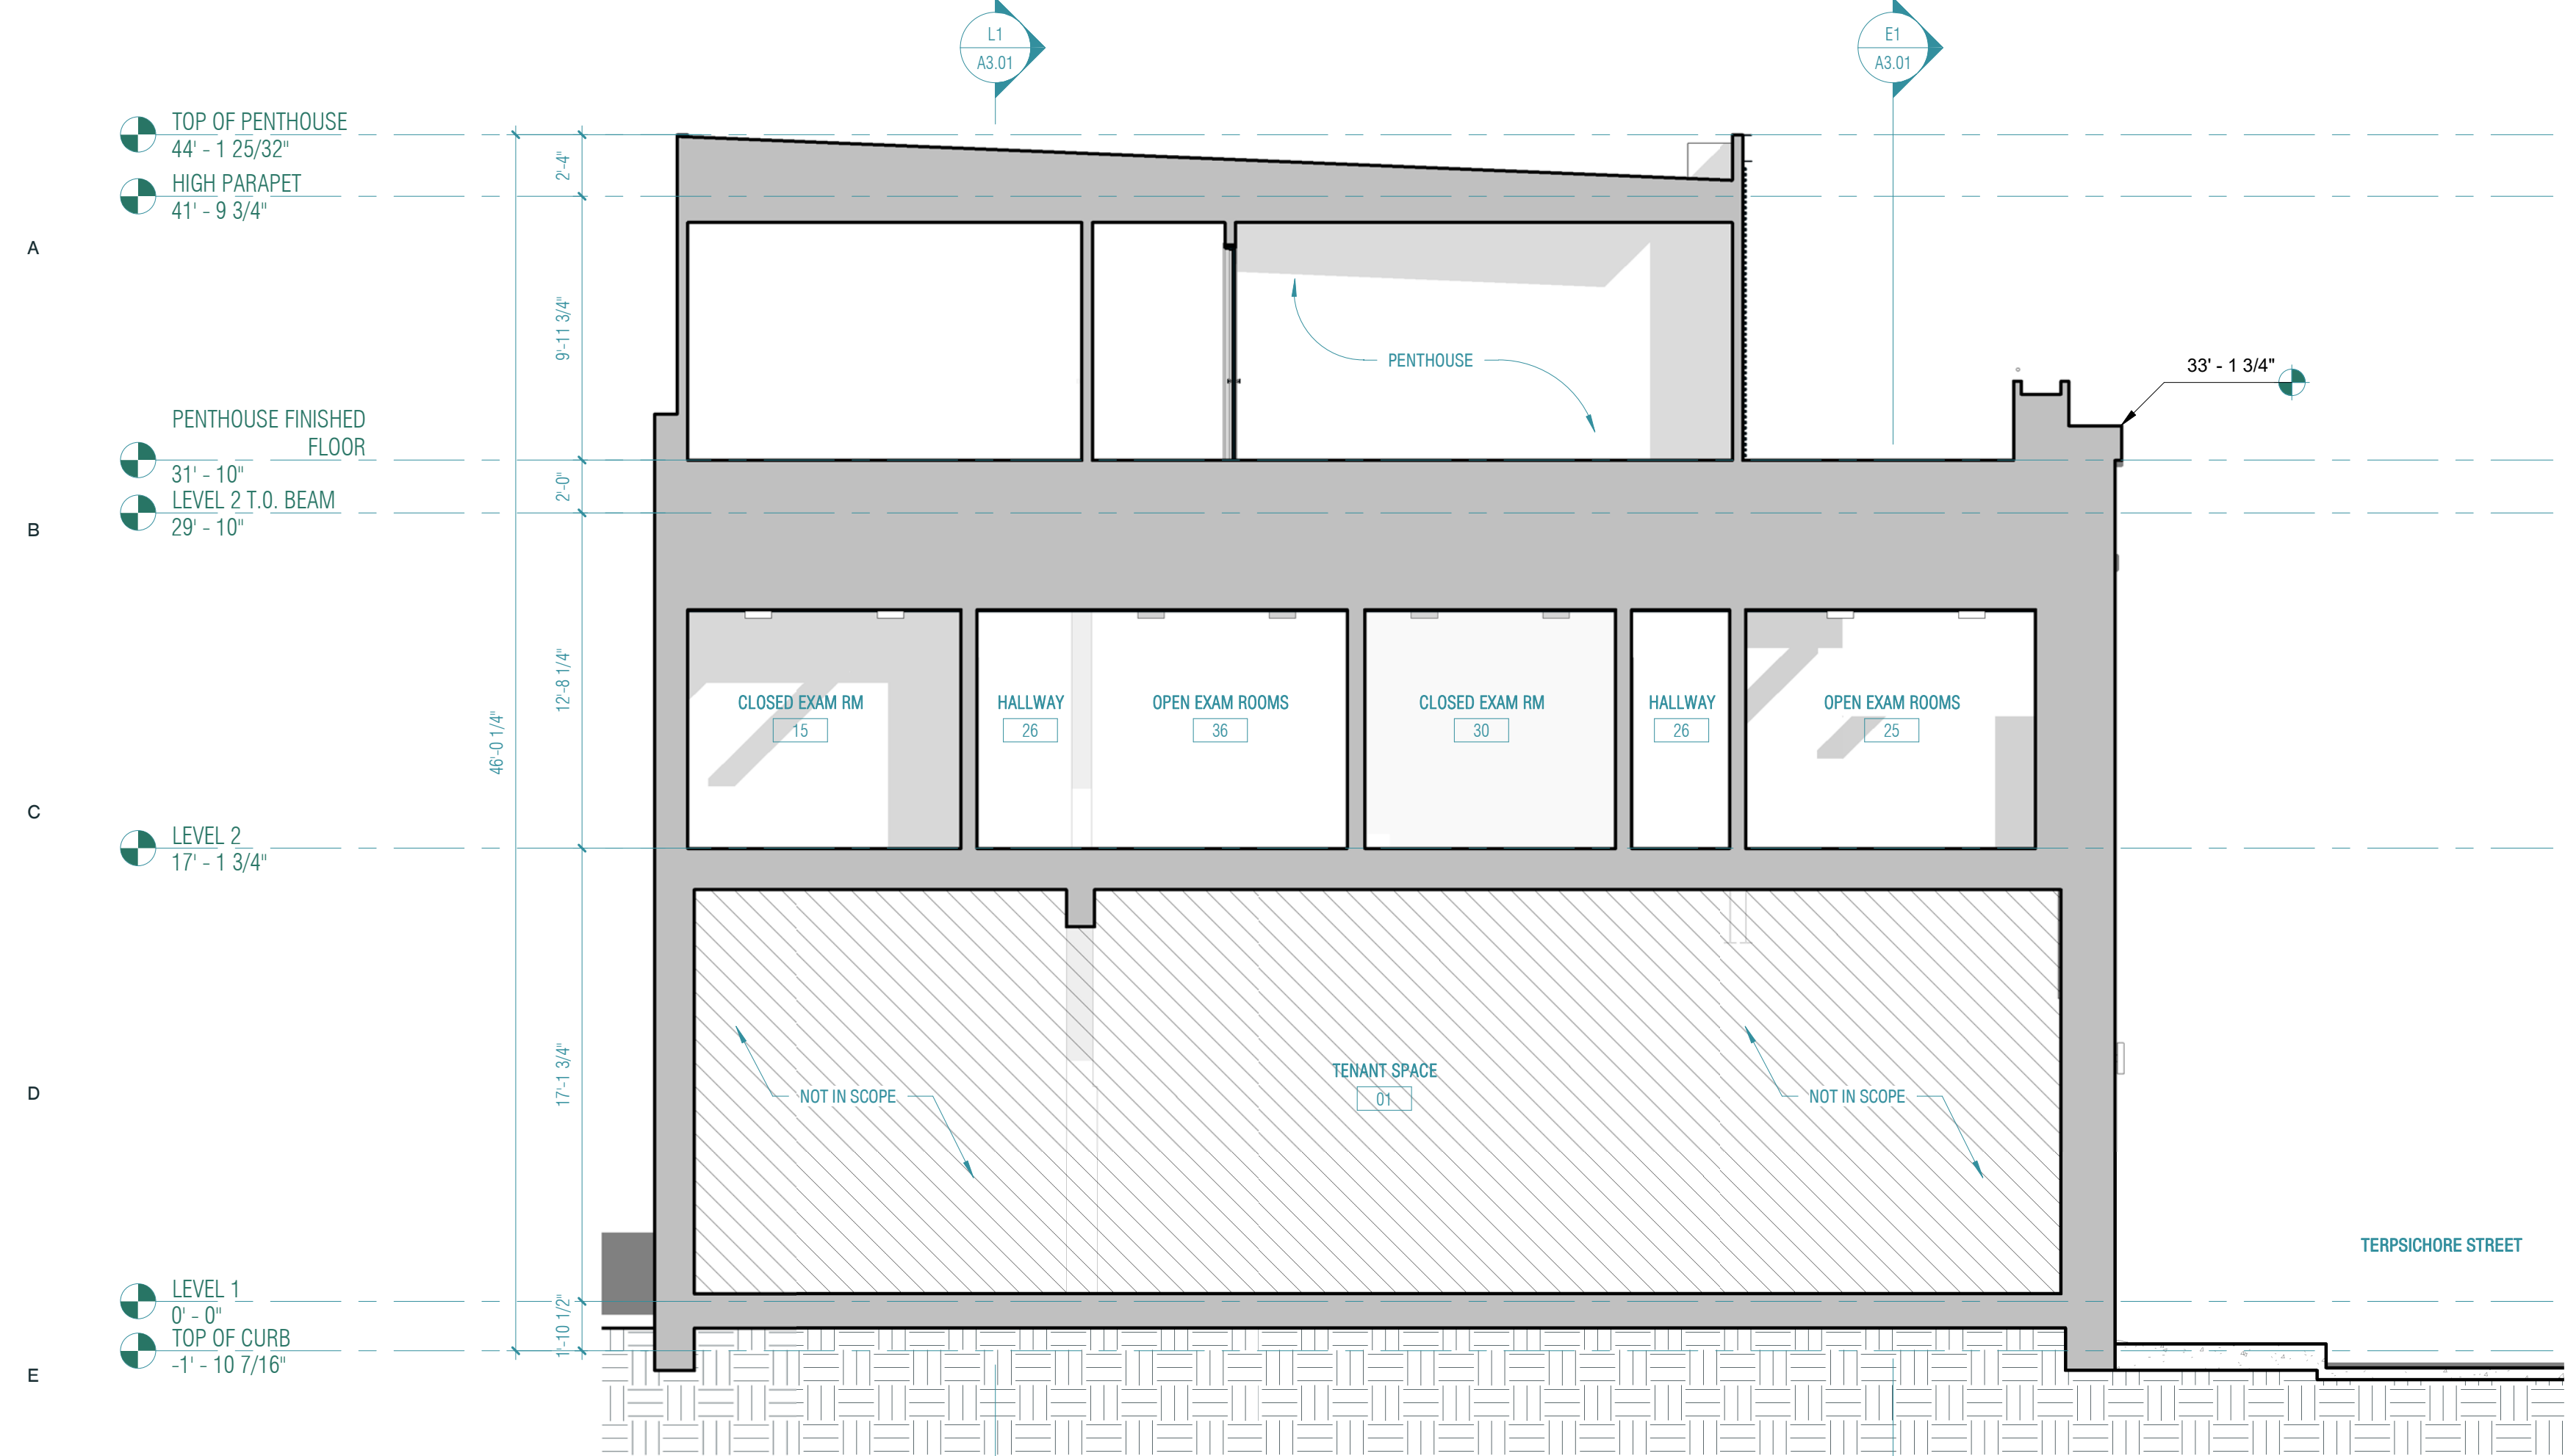 L1
A3.01
E1
A3.01
TOP OF PENTHOUSE
44' - 1 25/32"
HIGH PARAPET
41' - 9 3/4"
A
PENTHOUSE FINISHED
FLOOR
31' - 10"
LEVEL 2 T.O. BEAM
29' - 10"
B
C
LEVEL 2
17' - 1 3/4"
D
LEVEL 1
0' - 0"
TOP OF CURB
-1' - 10 7/16"
E
46'-0 1/4"
2'-4"
9'-11 3/4"
2'-0"
12'-8 1/4"
17'-1 3/4"
1'-10 1/2"
PENTHOUSE
33' - 1 3/4"
CLOSED EXAM RM
15
HALLWAY
26
OPEN EXAM ROOMS
36
CLOSED EXAM RM
30
HALLWAY
26
OPEN EXAM ROOMS
25
TENANT SPACE
01
NOT IN SCOPE
NOT IN SCOPE
TERPSICHORE STREET